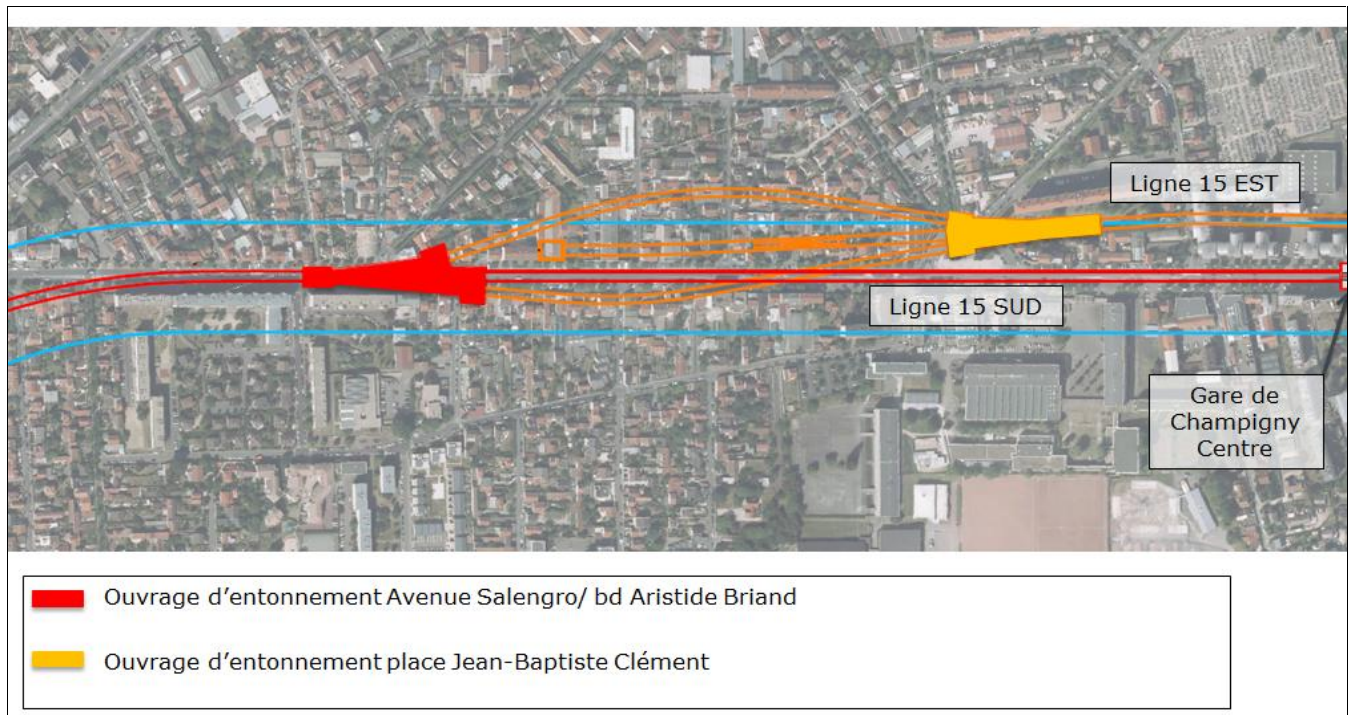 Ligne 15 EST
Ligne 15 SUD
Gare de
Champigny
Centre
Ouvrage d'entonnement Avenue Salengro/ bd Aristide Briand
Ouvrage d'entonnement place Jean-Baptiste Clément